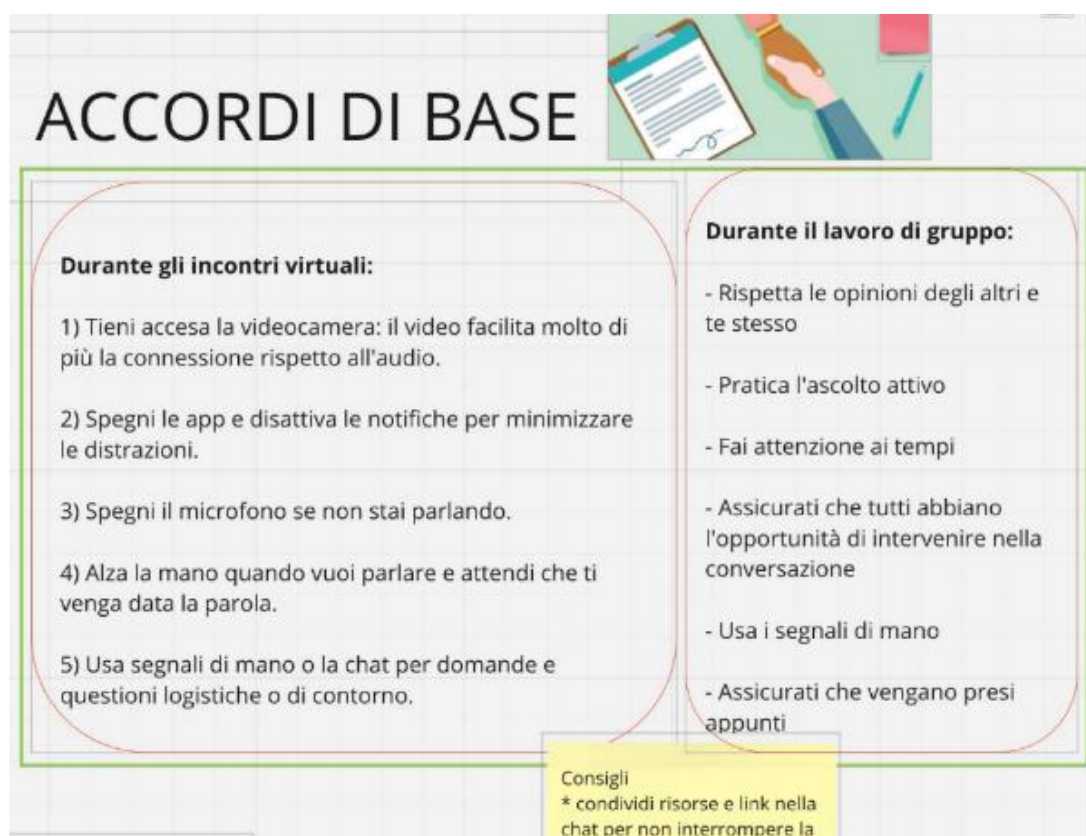 ACCORDI DI BASE
Durante gli incontri virtuali:
1) Tieni accesa la videocamera: il video facilita molto di
più la connessione rispetto all'audio.
2) Spegni le app e disattiva le notifiche per minimizzare
le distrazioni.
3) Spegni il microfono se non stai parlando.
4) Alza la mano quando vuoi parlare e attendi che ti
venga data la parola.
5) Usa segnali di mano o la chat per domande e
questioni logistiche o di contorno.
Durante il lavoro di gruppo:
- Rispetta le opinioni degli altri e
te stesso
- Pratica l'ascolto attivo
- Fai attenzione ai tempi
- Assicurati che tutti abbiano
l'opportunità di intervenire nella
conversazione
- Usa i segnali di mano
- Assicurati che vengano presi
appunti
Consigli
* condividi risorse e link nella
chat per non interrompere la